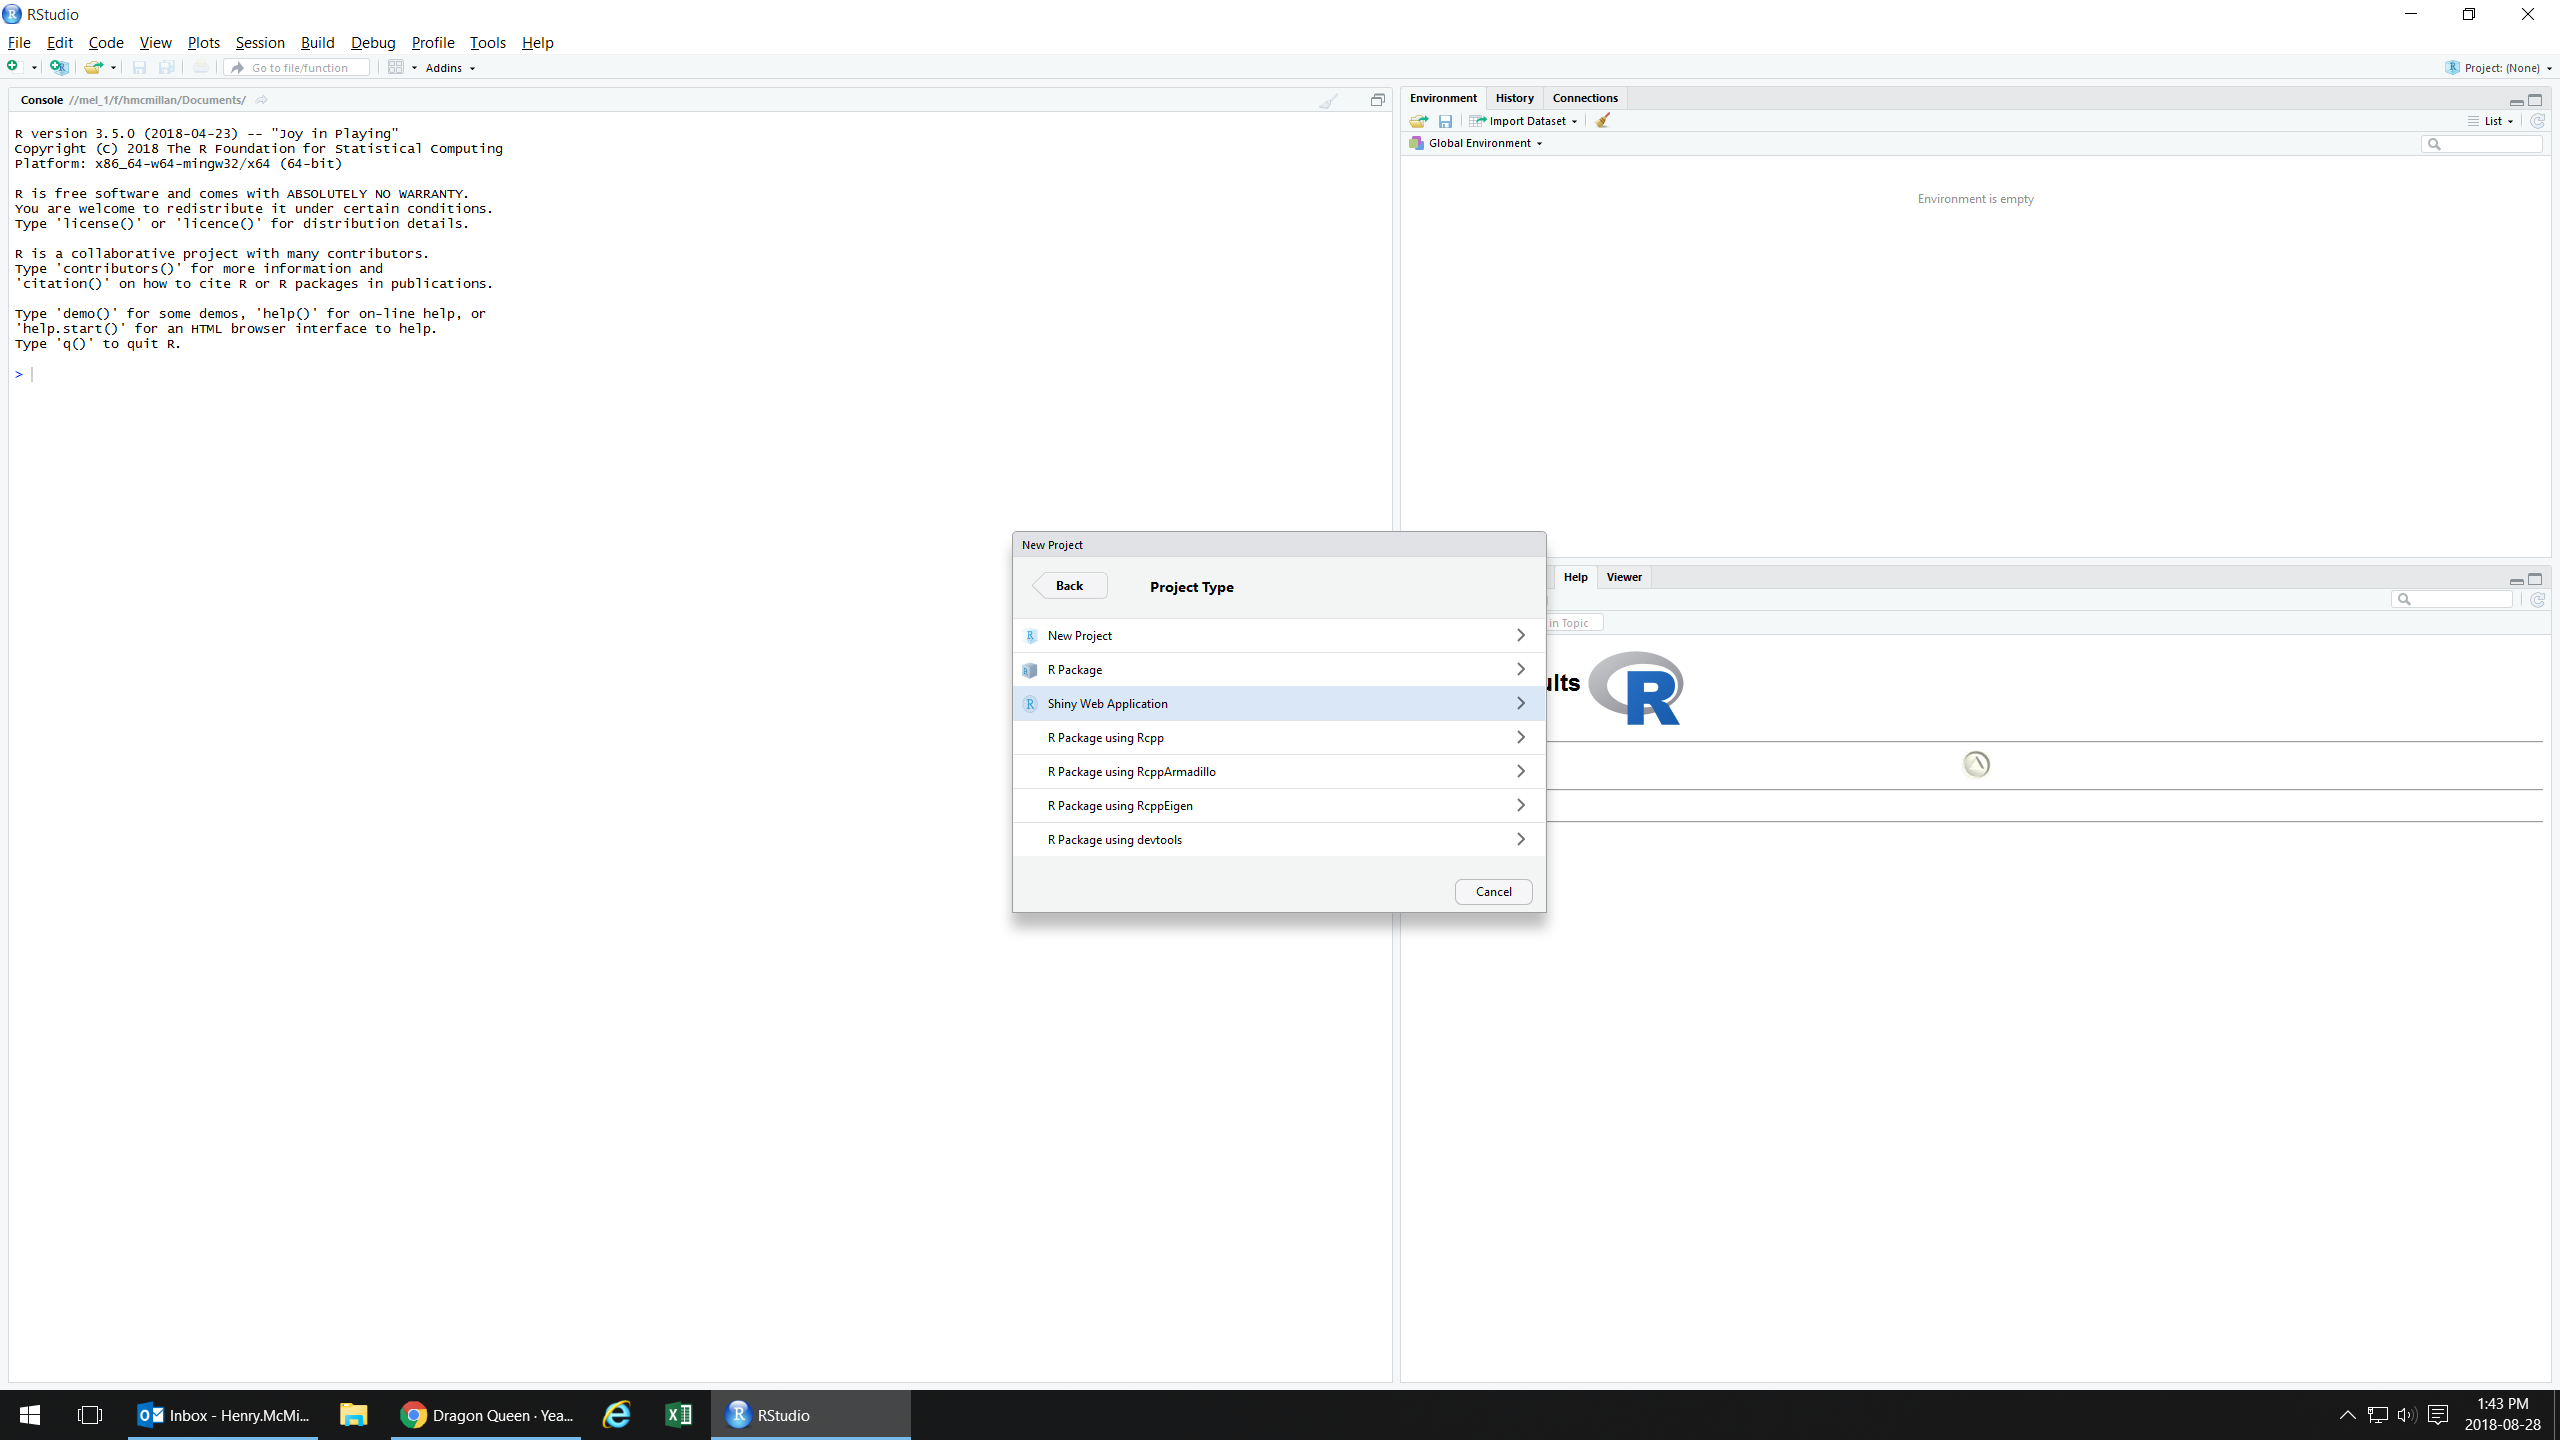 RStudio
File Edit Code View Plots Session Build Debug Profile Tools Help
Go to file/function Addins Project: (None)
Console //mel_1/f/hmcmillan/Documents/
R version 3.5.0 (2018-04-23) -- "Joy in Playing"
Copyright (C) 2018 The R Foundation for Statistical Computing
Platform: x86_64-w64-mingw32/x64 (64-bit)
R is free software and comes with ABSOLUTELY NO WARRANTY.
You are welcome to redistribute it under certain conditions.
Type 'license()' or 'licence()' for distribution details.
R is a collaborative project with many contributors.
Type 'contributors()' for more information and
'citation()' on how to cite R or R packages in publications.
Type 'demo()' for some demos, 'help()' for on-line help, or
'help.start()' for an HTML browser interface to help.
Type 'q()' to quit R.
>
Environment History Connections
Import Dataset List
Global Environment
Environment is empty
New Project
Back Project Type
New Project
R Package
Shiny Web Application
R Package using Rcpp
R Package using RcppArmadillo
R Package using RcppEigen
R Package using devtools
Cancel
Help Viewer
in Topic
ults R
Inbox - Henry.McMi... Dragon Queen · Yea... RStudio
1:43 PM
2018-08-28